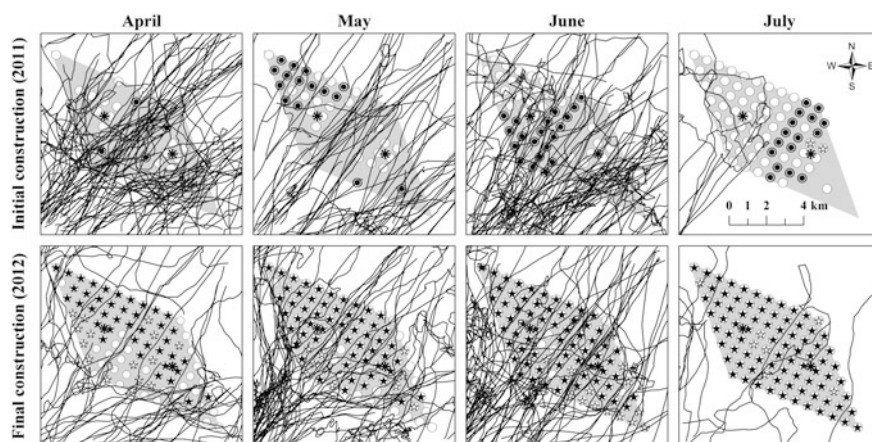 April May June July
Initial construction (2011)
N
W E
S
0 1 2 4 km
Final construction (2012)